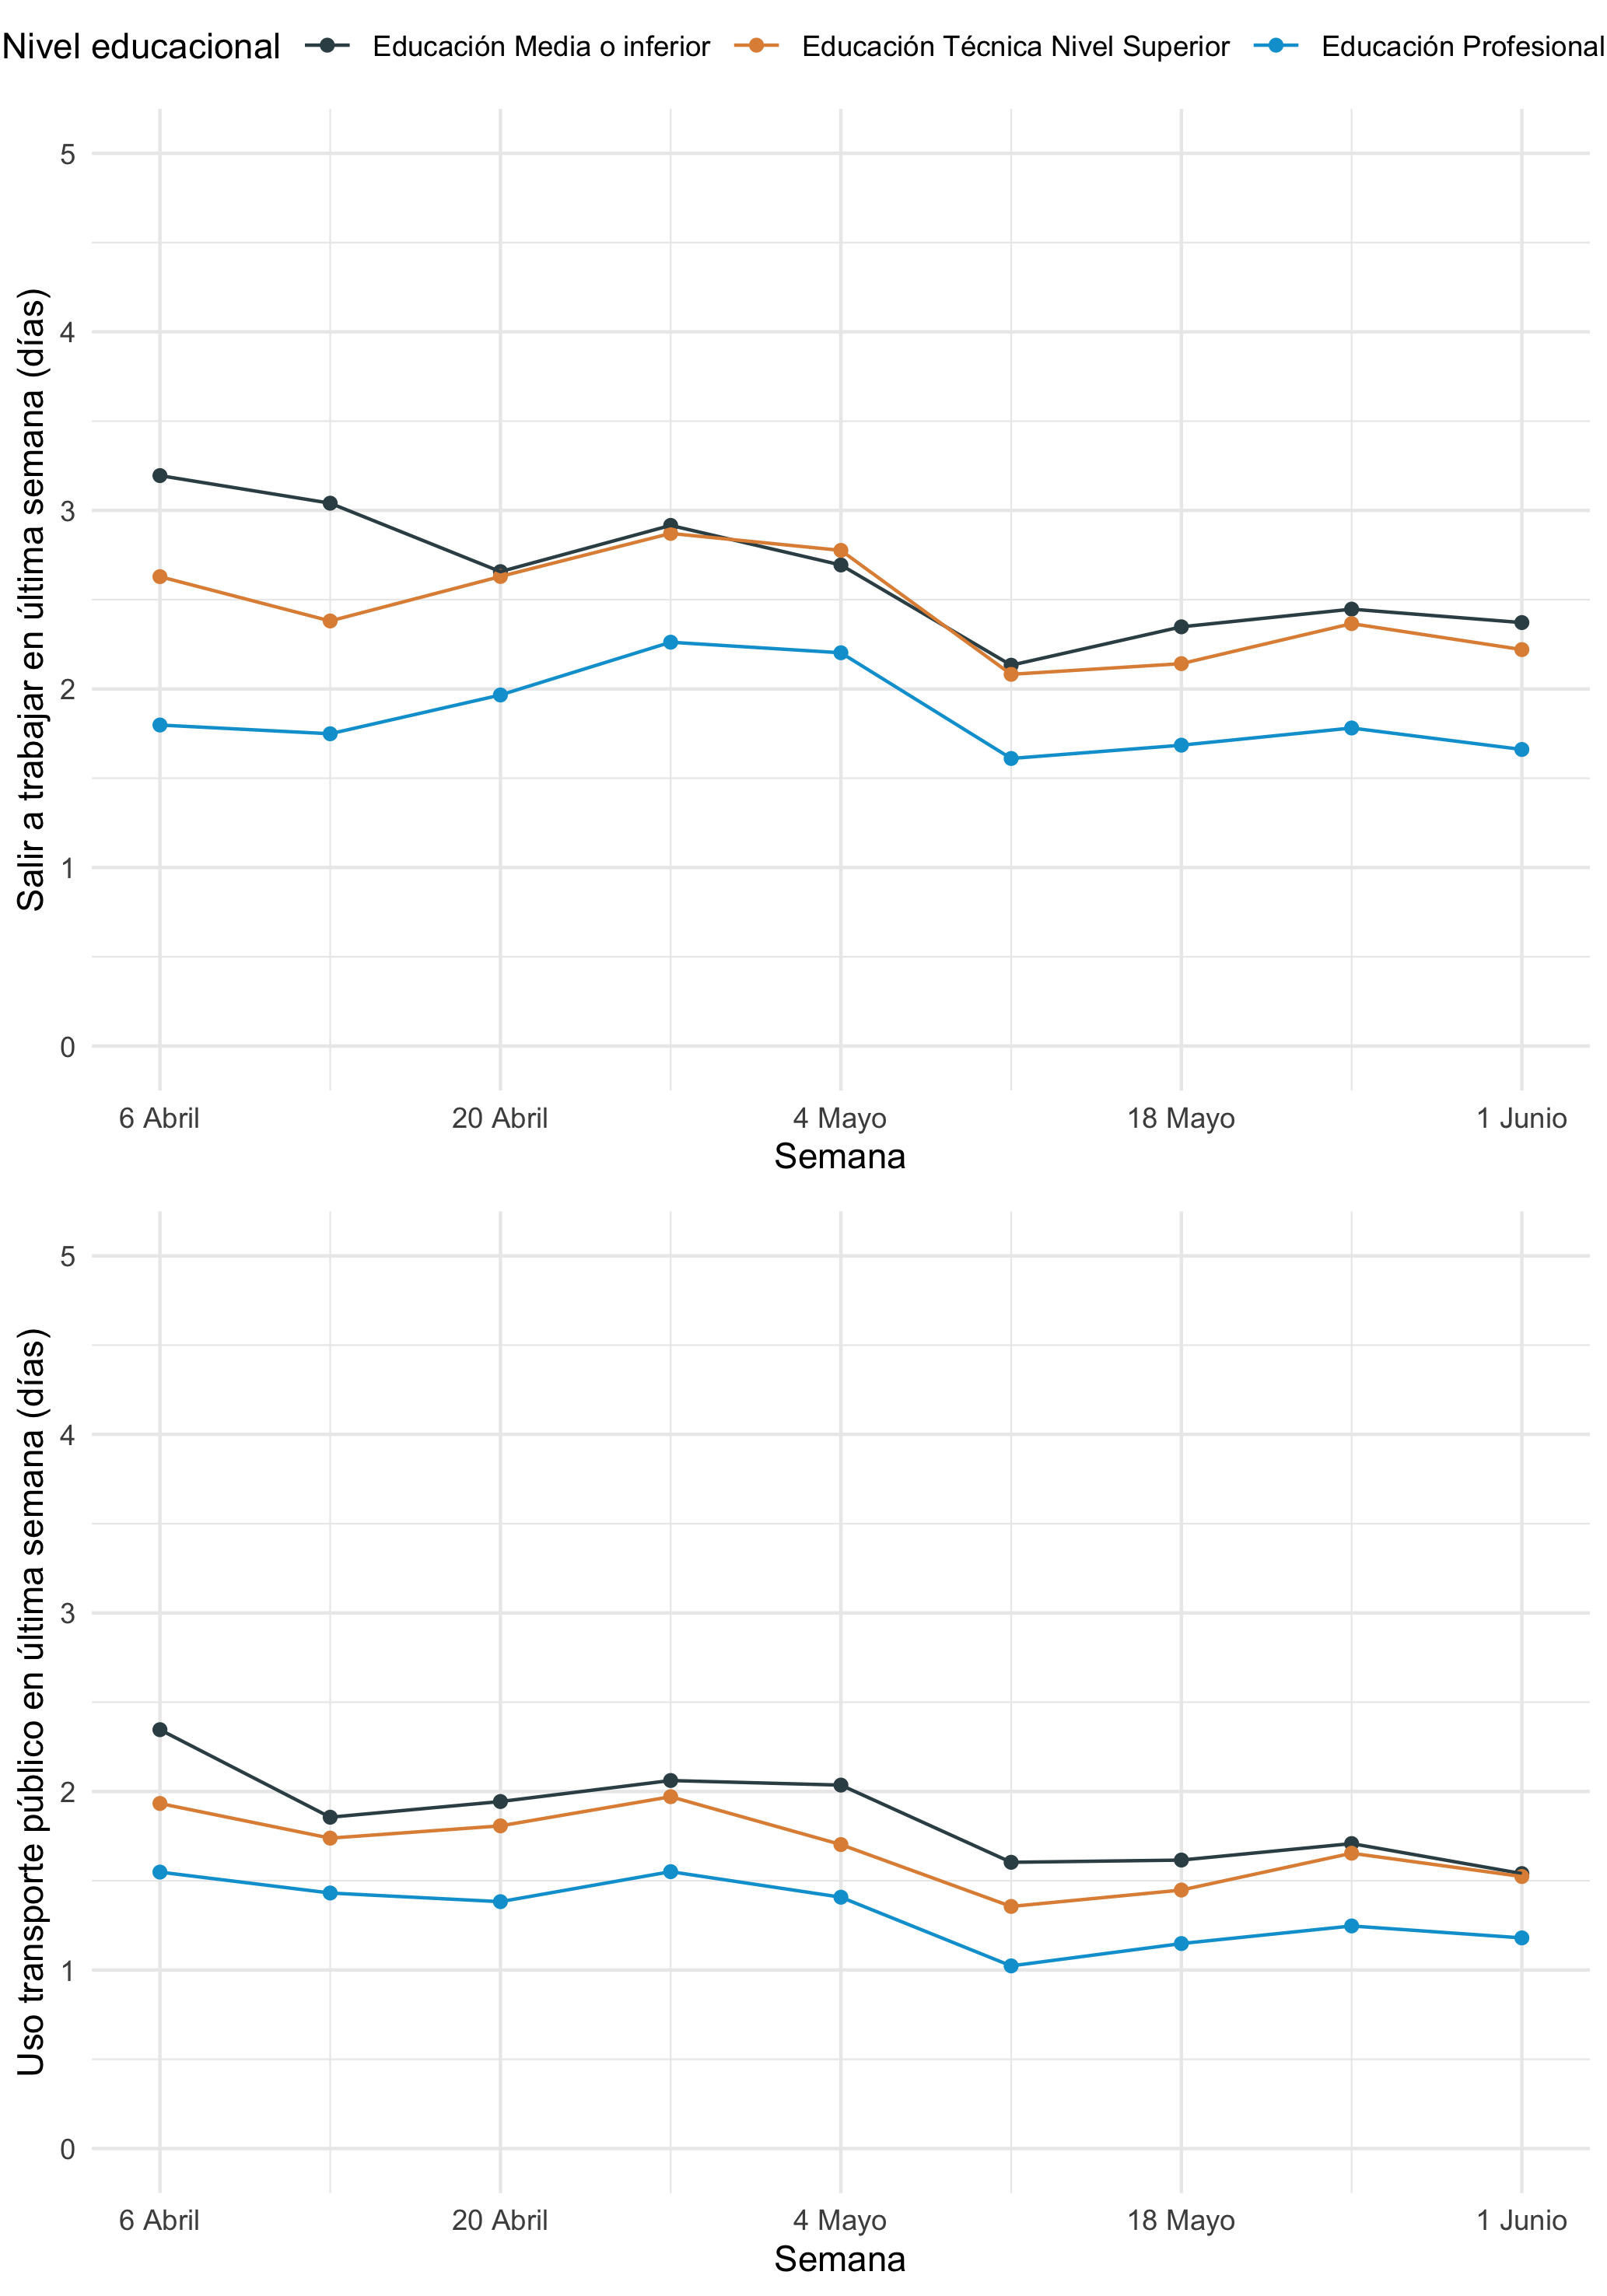 Nivel educacional Educación Media o inferior Educación Técnica Nivel Superior Educación Profesional
Salir a trabajar en última semana (días)
5
4
3
2
1
0
6 Abril 20 Abril 4 Mayo 18 Mayo 1 Junio
Semana
Uso transporte público en última semana (días)
5
4
3
2
1
0
6 Abril 20 Abril 4 Mayo 18 Mayo 1 Junio
Semana